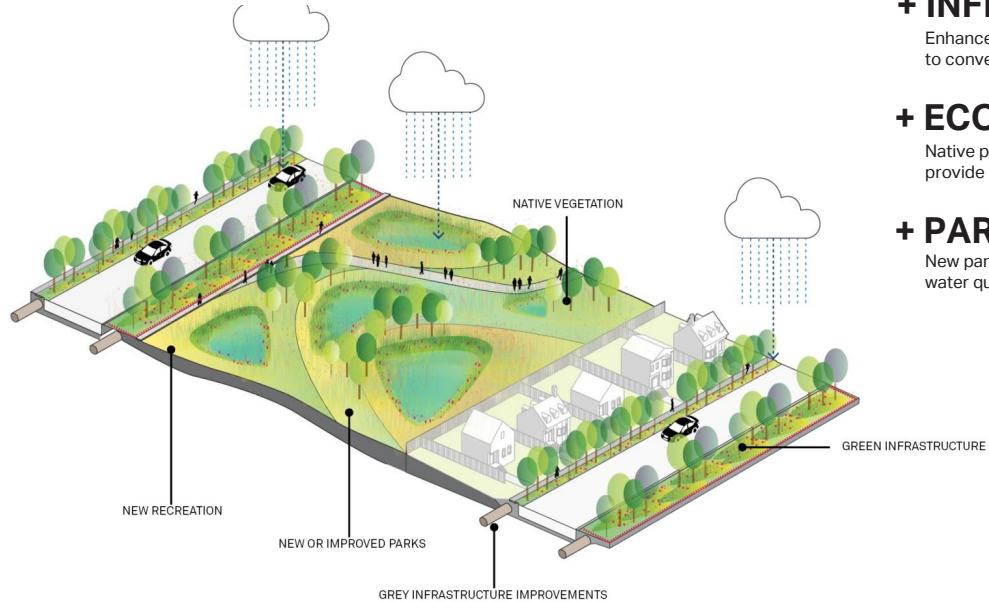 + INF
Enhance
to conve
+ ECO
Native p
provide
+ PAR
New par
water qu
NATIVE VEGETATION
GREEN INFRASTRUCTURE
NEW RECREATION
NEW OR IMPROVED PARKS
GREY INFRASTRUCTURE IMPROVEMENTS